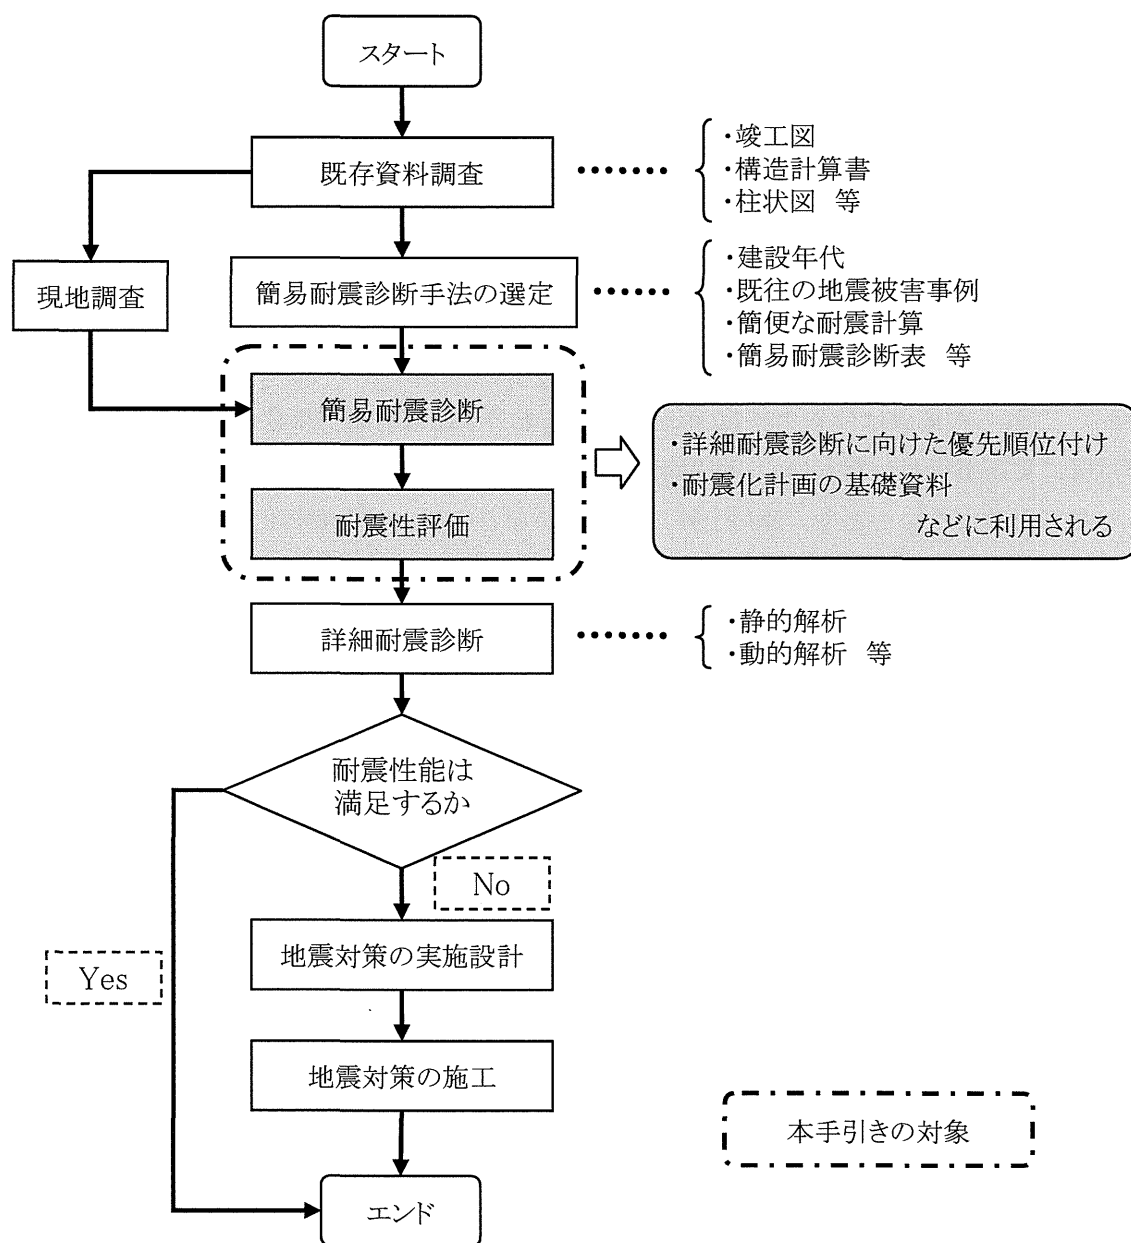 スタート
既存資料調査
・竣工図
・構造計算書
・柱状図 等
現地調査
簡易耐震診断手法の選定
・建設年代
・既往の地震被害事例
・簡便な耐震計算
・簡易耐震診断表 等
簡易耐震診断
耐震性評価
・詳細耐震診断に向けた優先順位付け
・耐震化計画の基礎資料
などに利用される
詳細耐震診断
・静的解析
・動的解析 等
耐震性能は
満足するか
No
Yes
地震対策の実施設計
地震対策の施工
本手引きの対象
エンド